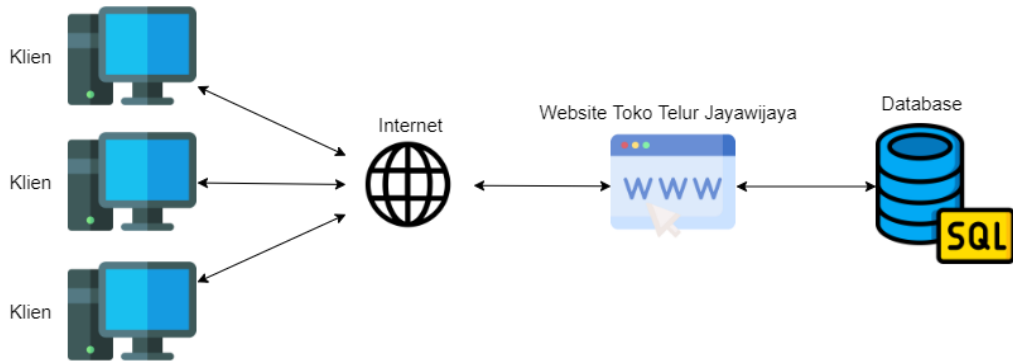 Klien
Klien
Klien
Internet
Website Toko Telur Jayawijaya
WWW
Database
SQL